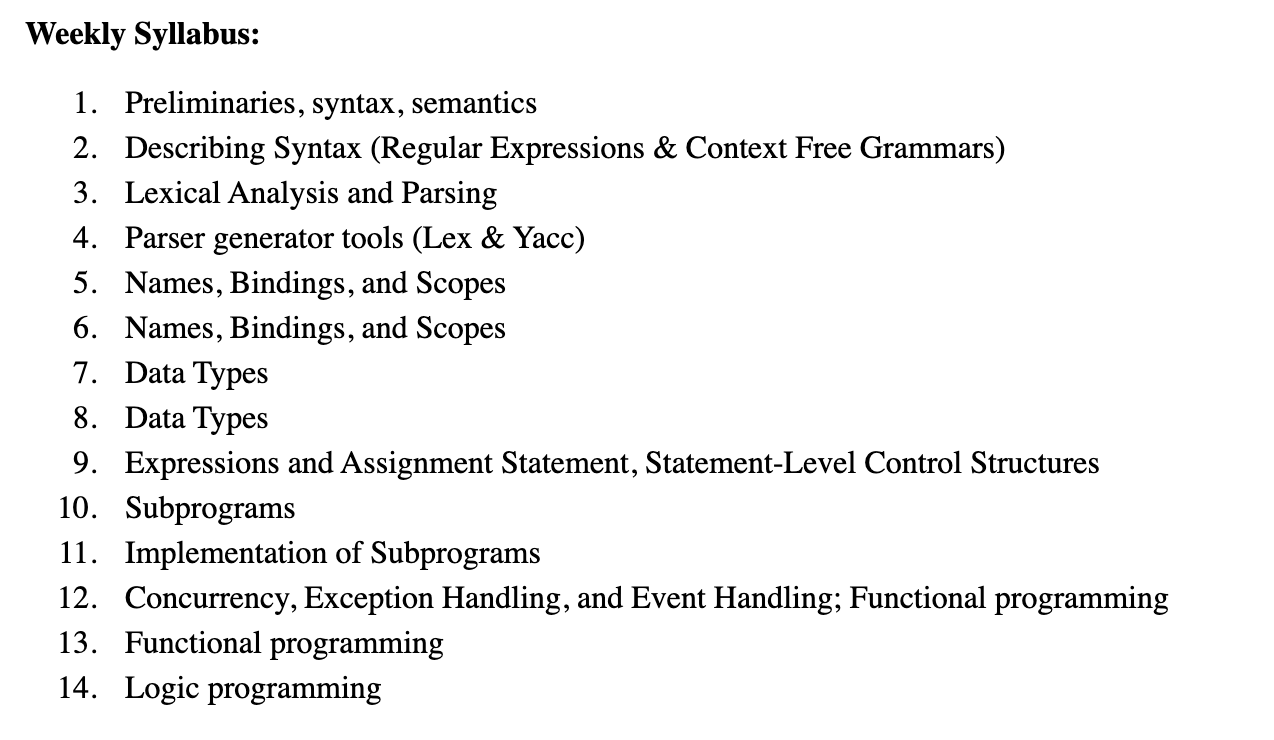 Weekly Syllabus:
1. Preliminaries, syntax, semantics
2. Describing Syntax (Regular Expressions & Context Free Grammars)
3. Lexical Analysis and Parsing
4. Parser generator tools (Lex & Yacc)
5. Names, Bindings, and Scopes
6. Names, Bindings, and Scopes
7. Data Types
8. Data Types
9. Expressions and Assignment Statement, Statement-Level Control Structures
10. Subprograms
11. Implementation of Subprograms
12. Concurrency, Exception Handling, and Event Handling; Functional programming
13. Functional programming
14. Logic programming